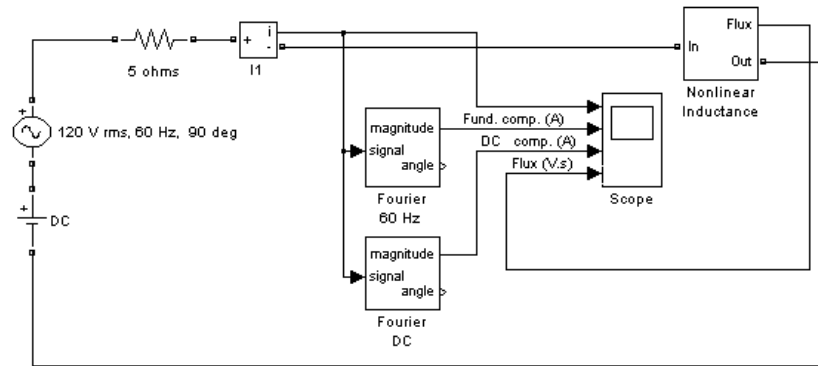 5 ohms
+
i
-
I1
In
Flux
Out
Nonlinear
Inductance
+
120 V rms, 60 Hz, 90 deg
+
DC
magnitude
signal
angle
Fourier
60 Hz
Fund. comp. (A)
DC comp. (A)
Flux (V.s)
Scope
magnitude
signal
angle
Fourier
DC